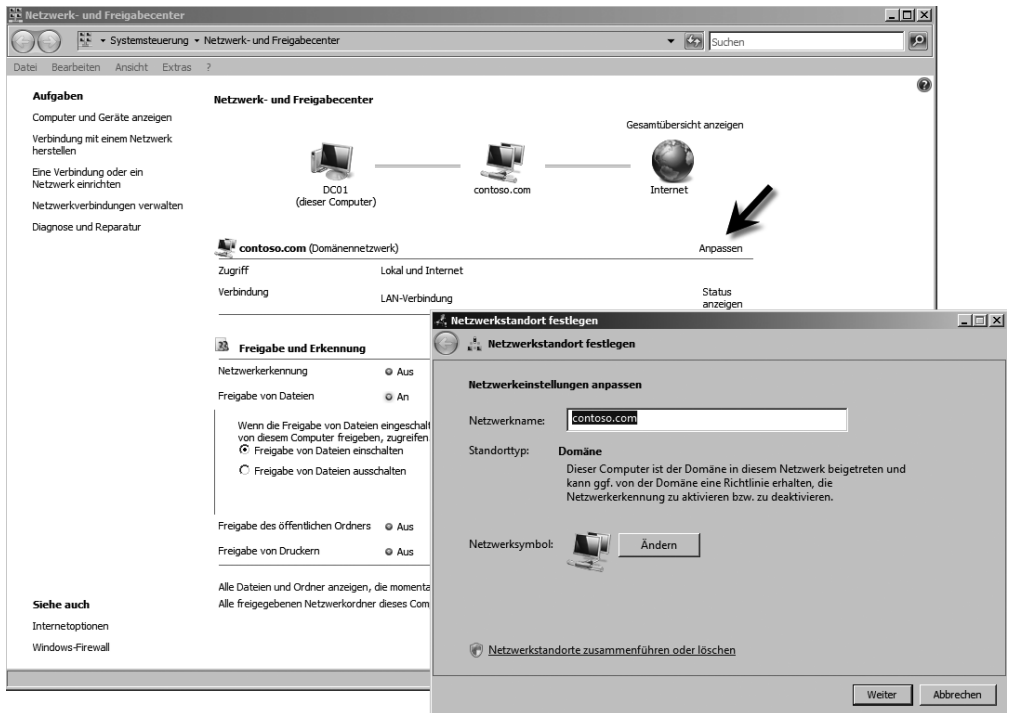 Netzwerk- und Freigabecenter
Systemsteuerung Netzwerk- und Freigabecenter
Suchen
Datei Bearbeiten Ansicht Extras ?
Aufgaben
Computer und Geräte anzeigen
Verbindung mit einem Netzwerk
herstellen
Eine Verbindung oder ein
Netzwerk einrichten
Netzwerkverbindungen verwalten
Diagnose und Reparatur
Siehe auch
Internetoptionen
Windows-Firewall
Netzwerk- und Freigabecenter
Gesamtübersicht anzeigen
DC01
(dieser Computer)
contoso.com
Internet
contoso.com (Domänennetzwerk)
Anpassen
Zugriff
Lokal und Internet
Verbindung
LAN-Verbindung
Status
anzeigen
Freigabe und Erkennung
Netzwerkerkennung
Aus
Freigabe von Dateien
An
Wenn die Freigabe von Dateien eingeschal
von diesem Computer freigeben, zugreifen.
Freigabe von Dateien einschalten
Freigabe von Dateien ausschalten
Freigabe des öffentlichen Ordners
Aus
Freigabe von Druckern
Aus
Alle Dateien und Ordner anzeigen, die momenta
Alle freigegebenen Netzwerkordner dieses Com
Netzwerkstandort festlegen
Netzwerkstandort festlegen
Netzwerkeinstellungen anpassen
Netzwerkname:
contoso.com
Standorttyp:
Domäne
Dieser Computer ist der Domäne in diesem Netzwerk beigetreten und
kann ggf. von der Domäne eine Richtlinie erhalten, die
Netzwerkerkennung zu aktivieren bzw. zu deaktivieren.
Netzwerksymbol:
Ändern
Netzwerkstandorte zusammenführen oder löschen
Weiter
Abbrechen